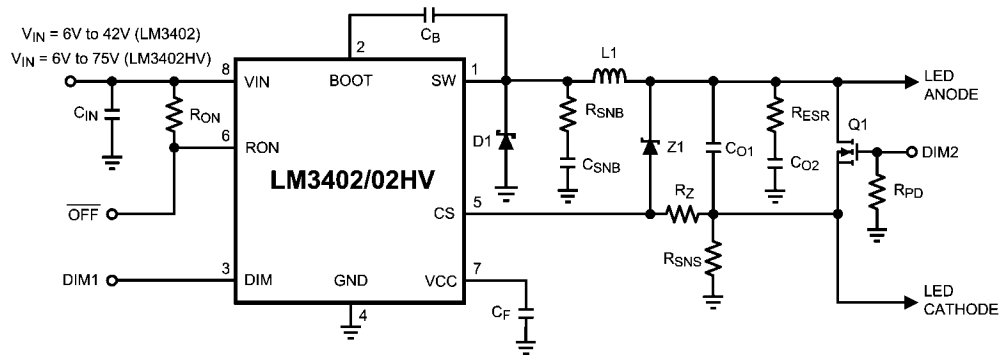 V_IN = 6V to 42V (LM3402)
V_IN = 6V to 75V (LM3402HV)
C_B
2
BOOT
8
VIN
SW
1
L1
LED
ANODE
C_IN
R_ON
6
RON
D1
R_SNB
C_SNB
Z1
C_O1
R_ESR
C_O2
Q1
DIM2
R_PD
LM3402/02HV
OFF
CS
5
R_Z
R_SNS
DIM1
3
DIM
GND
4
VCC
7
C_F
LED
CATHODE